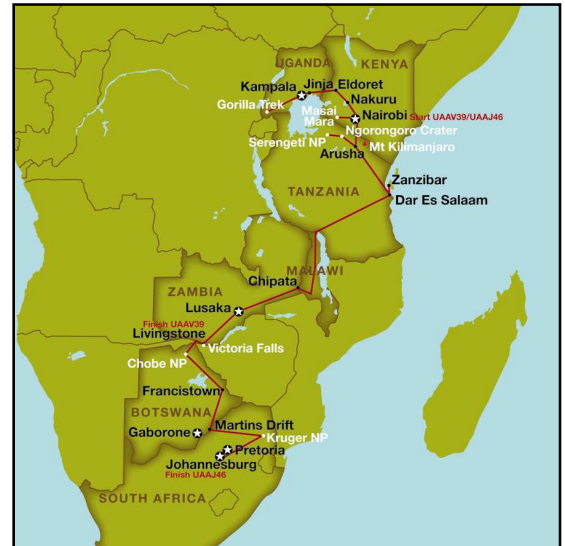 UGANDA
KENYA
Kampala
Jinja
Eldoret
Gorilla Trek
Nakuru
Masai
Mara
Nairobi
Start UAAV39/UAAJ46
Ngorongoro Crater
Serengeti NP
Mt Kilimanjaro
Arusha
Zanzibar
TANZANIA
Dar Es Salaam
MALAWI
Chipata
ZAMBIA
Lusaka
Finish UAAV39
Livingstone
Victoria Falls
Chobe NP
Francistown
BOTSWANA
Martins Drift
Gaborone
Kruger NP
Pretoria
Johannesburg
Finish UAAJ46
SOUTH AFRICA